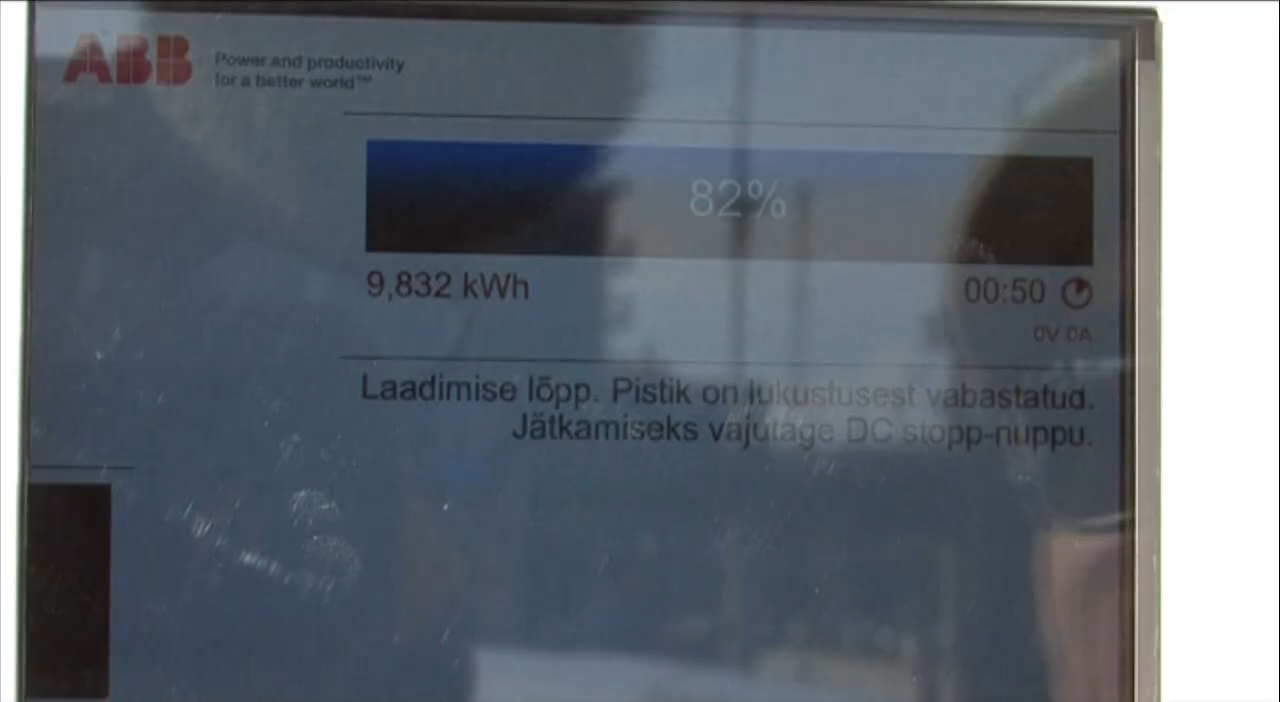 ABB
Power and productivity
for a better world™
82%
9,832 kWh
00:50
0V 0A
Laadimise lõpp. Pistik on lukustusest vabastatud.
Jätkamiseks vajutage DC stopp-nuppu.